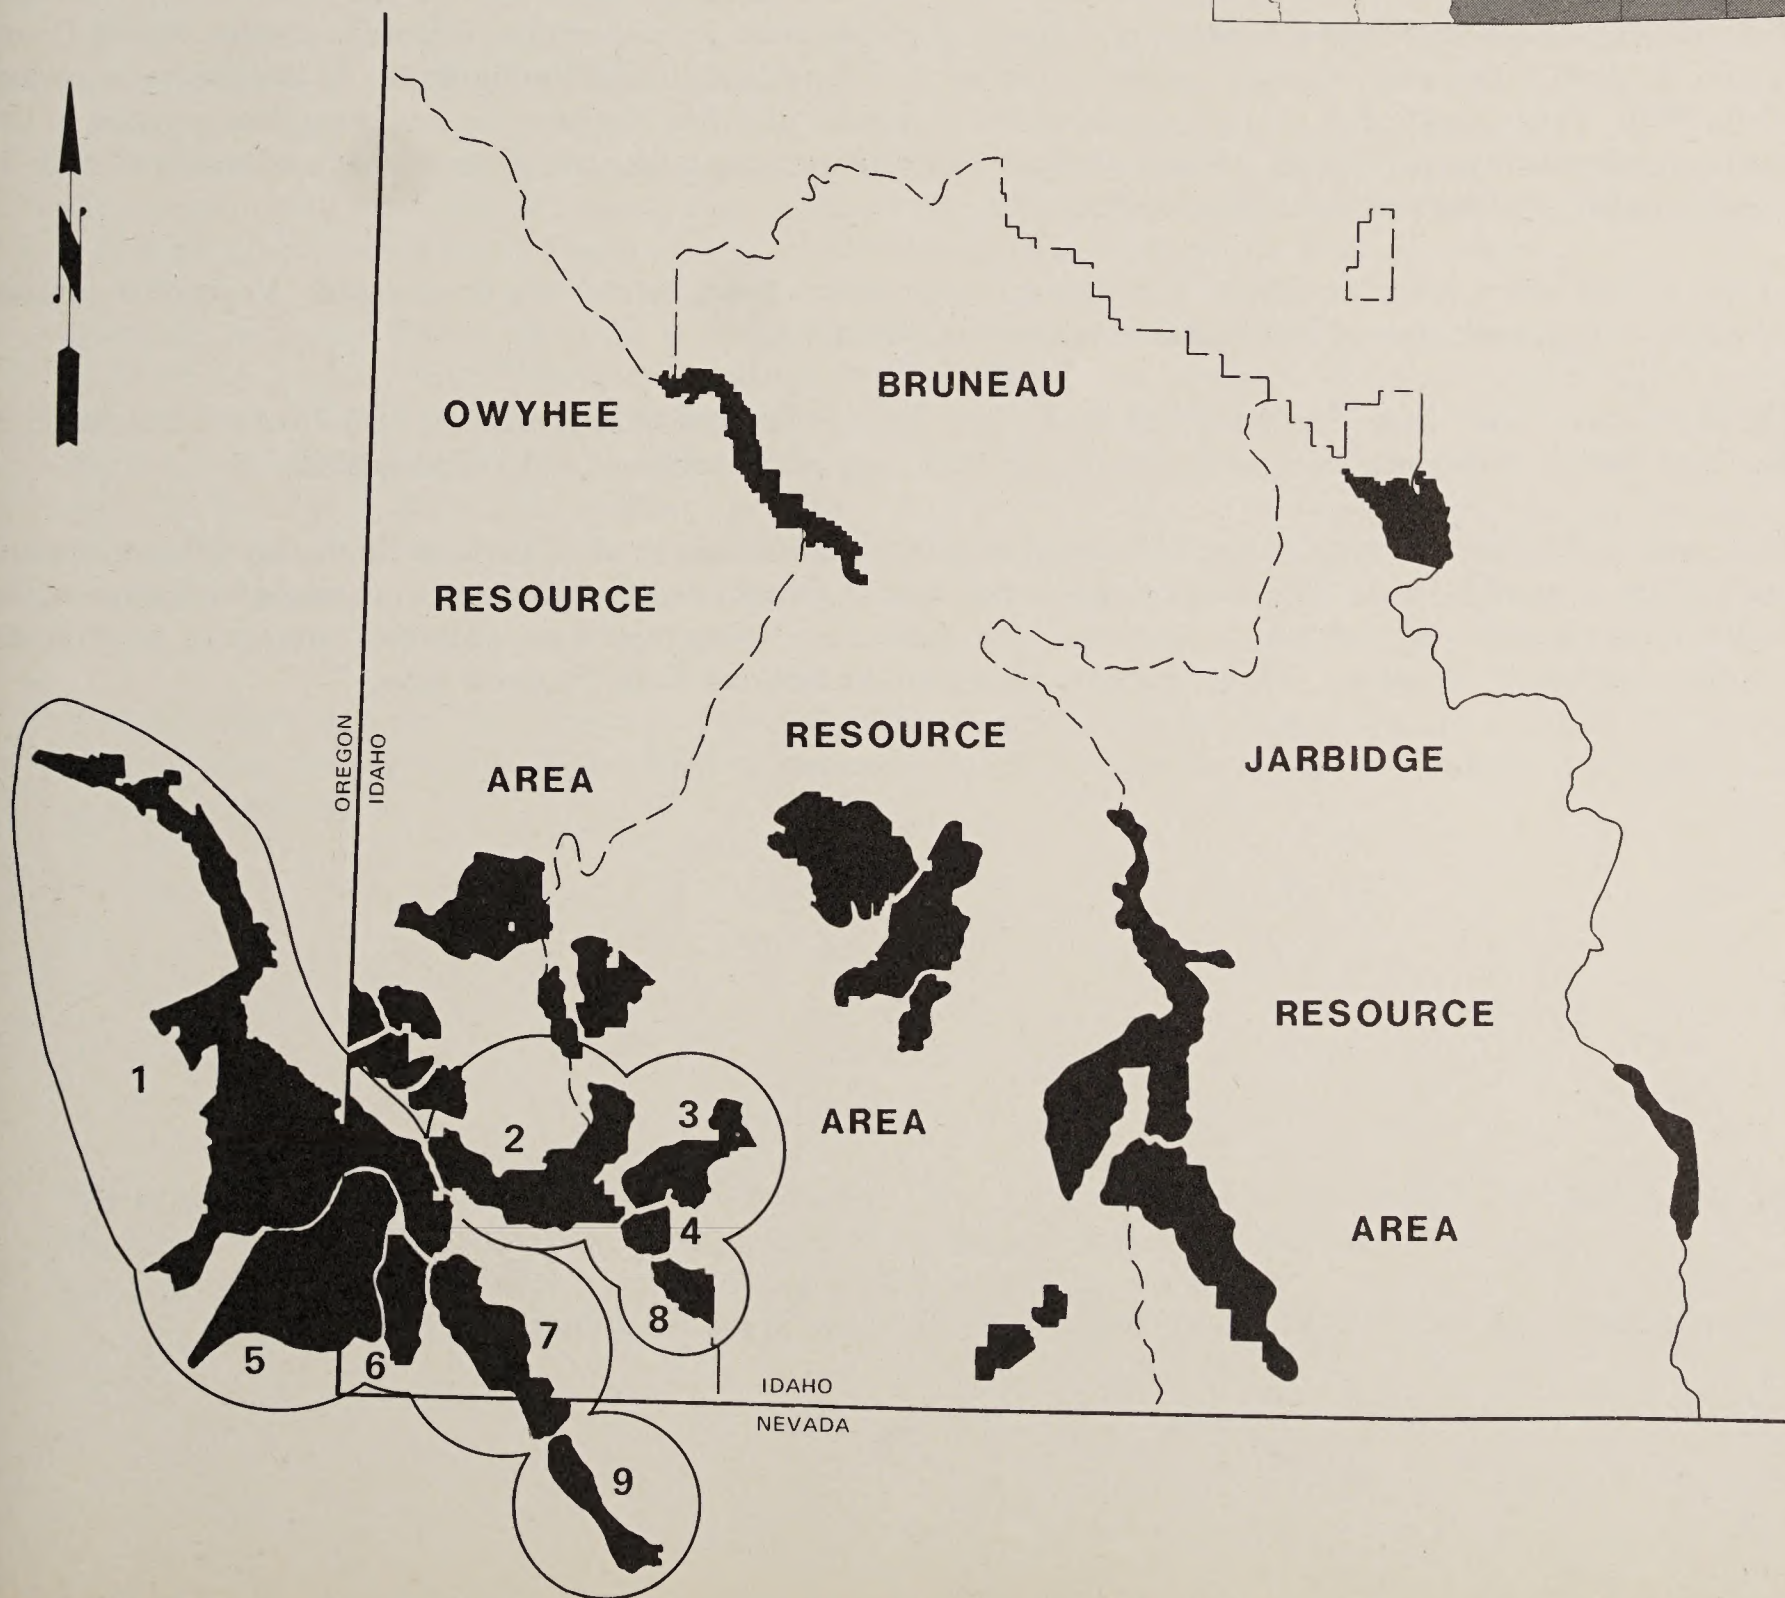 N
BRUNEAU
OWYHEE
RESOURCE
RESOURCE
OREGON
IDAHO
AREA
JARBIDGE
RESOURCE
1
2
3
AREA
4
AREA
5
6
7
8
IDAHO
NEVADA
9